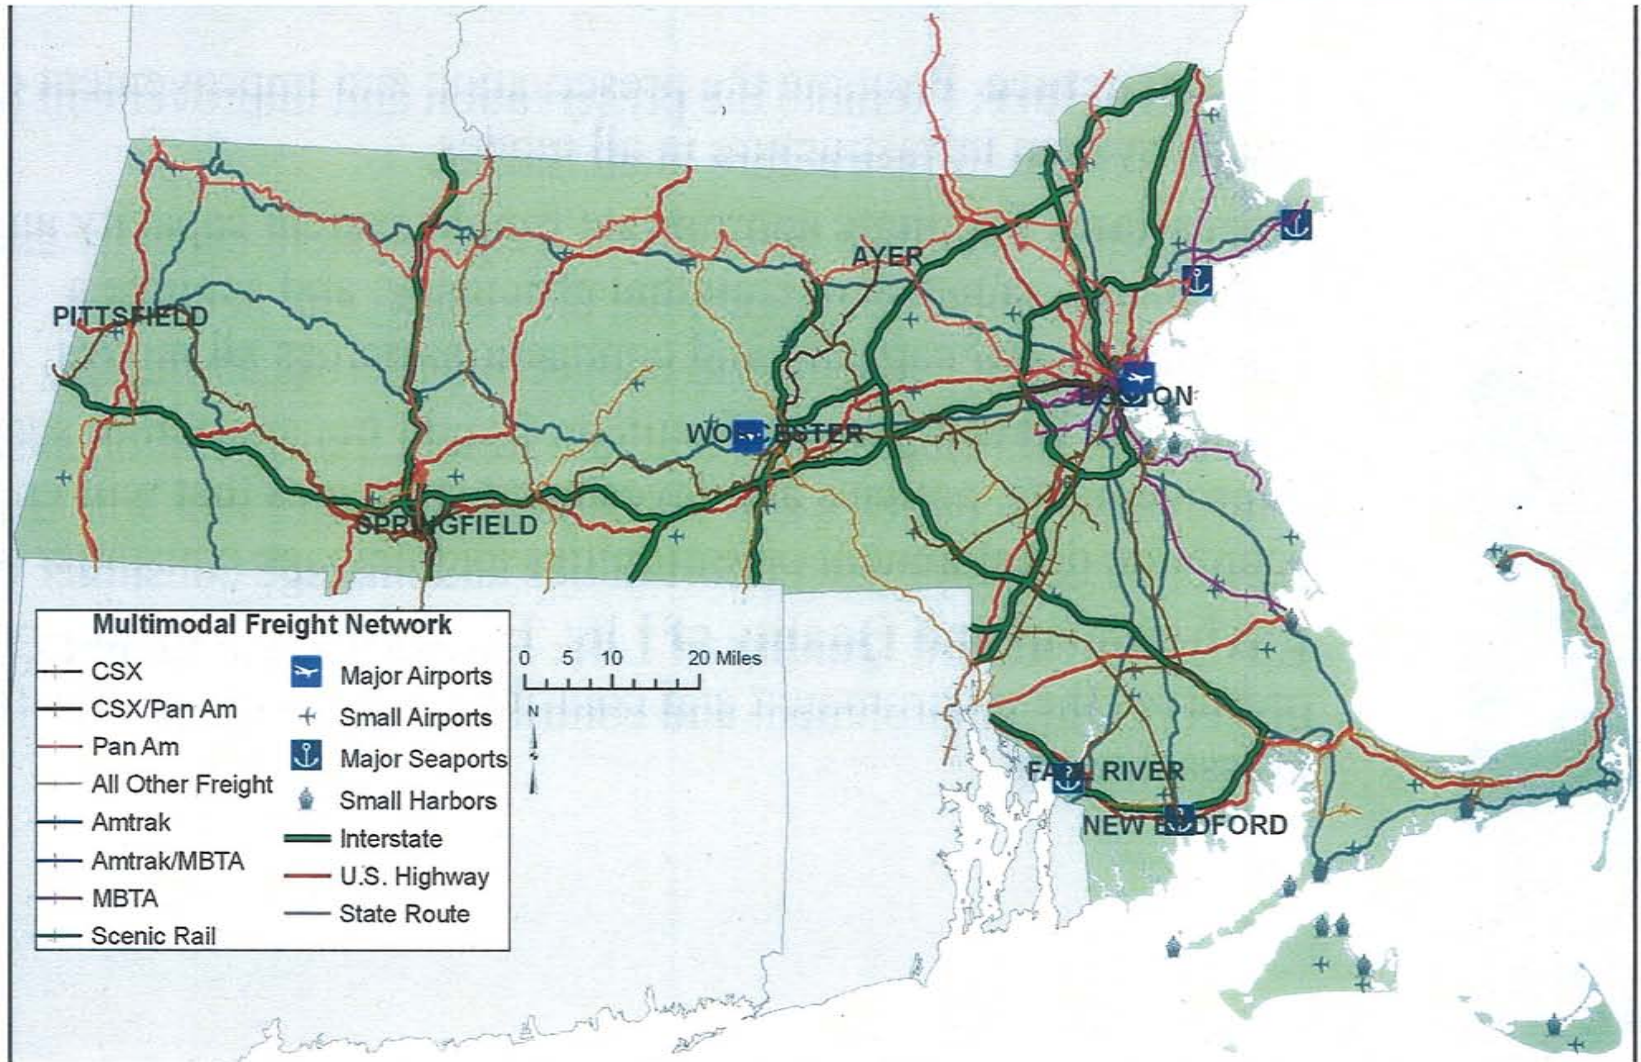 AYER
PITTSFIELD
BOSTON
WORCESTER
SPRINGFIELD
FALL RIVER
NEW BEDFORD
Multimodal Freight Network
CSX
CSX/Pan Am
Pan Am
All Other Freight
Amtrak
Amtrak/MBTA
MBTA
Scenic Rail
Major Airports
Small Airports
Major Seaports
Small Harbors
Interstate
U.S. Highway
State Route
0 5 10 20 Miles
N